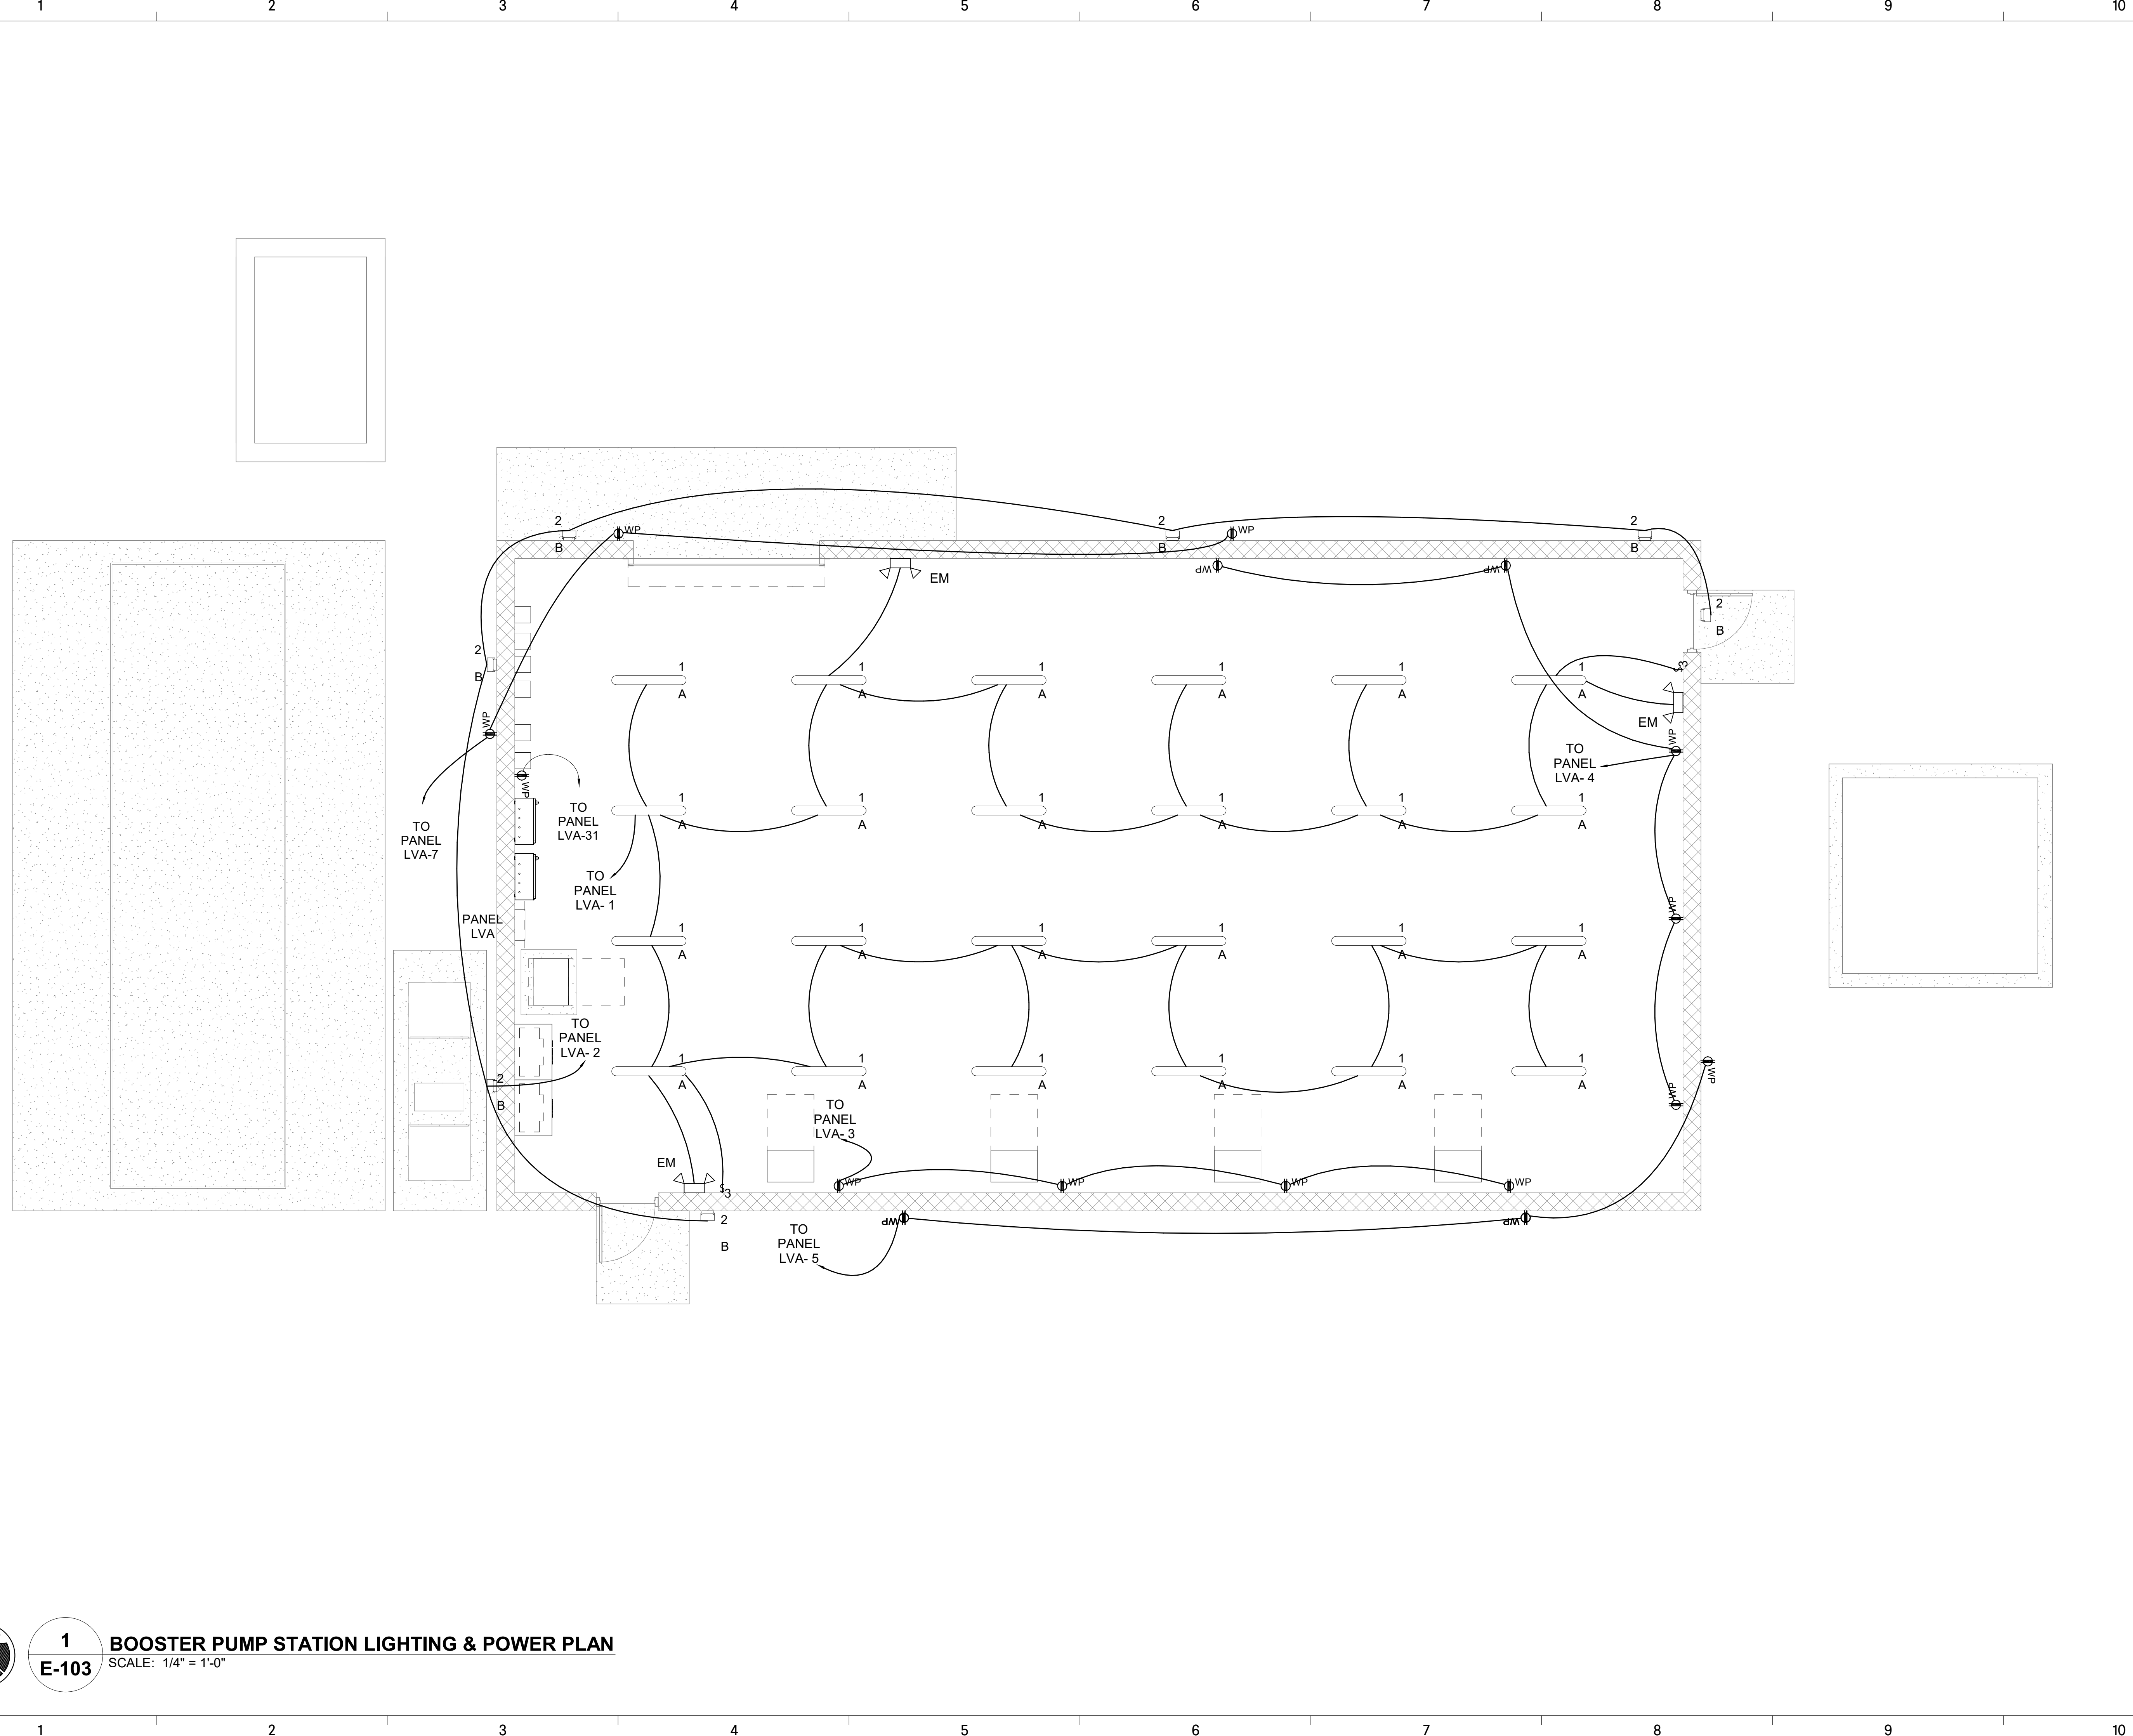 1 2 3 4 5 6 7 8 9 10
2 2 2
WP WP
B B B
WP WP
EM
2
B
2
1 1 1 1 1 1
$3
B
A A A A A A
WP
EM
WP
TO
PANEL
LVA- 4
WP
1 1 1 1 1 1
TO
PANEL
LVA-31
TO
PANEL
LVA-7
A A A A A A
TO
PANEL
LVA- 1
WP
PANEL
LVA
1 1 1 1 1 1
A A A A A A
TO
PANEL
LVA- 2
1 1 1 1 1 1
2
WP
A A A A A A
B
WP
TO
PANEL
LVA- 3
EM
WP WP WP WP
$3
2
WP WP
B
TO
PANEL
LVA- 5
1
E-103
BOOSTER PUMP STATION LIGHTING & POWER PLAN
SCALE: 1/4" = 1'-0"
1 2 3 4 5 6 7 8 9 10